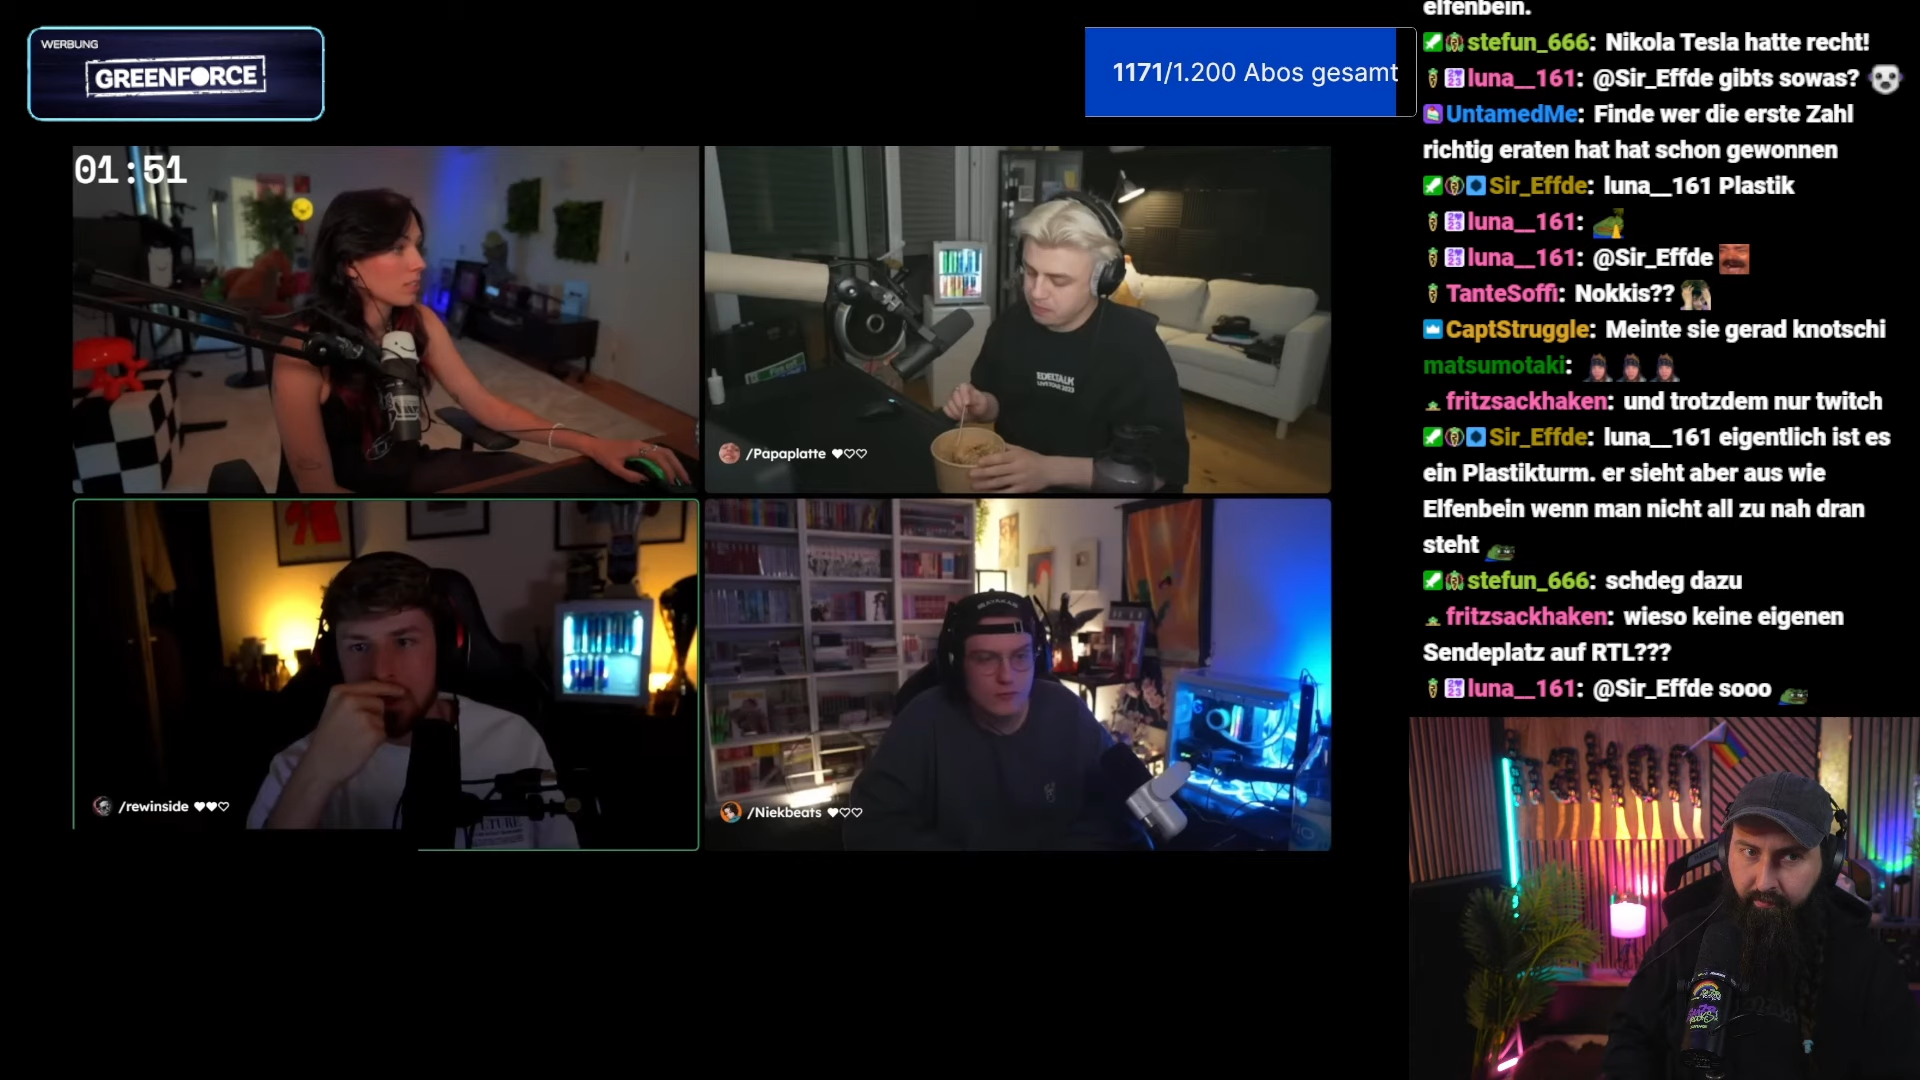 WERBUNG
GREENFORCE
1171/1.200 Abos gesamt
01:51
EDELTALK
/Papaplatte
/rewinside
/Niekbeats
elfenbein.
stefun_666: Nikola Tesla hatte recht!
luna__161: @Sir_Effde gibts sowas?
UntamedMe: Finde wer die erste Zahl
richtig eraten hat hat schon gewonnen
Sir_Effde: luna__161 Plastik
luna__161:
luna__161: @Sir_Effde
TanteSoffi: Nokkis??
CaptStruggle: Meinte sie gerad knotschi
matsumotaki:
fritzsackhaken: und trotzdem nur twitch
Sir_Effde: luna__161 eigentlich ist es
ein Plastikturm. er sieht aber aus wie
Elfenbein wenn man nicht all zu nah dran
steht
stefun_666: schdeg dazu
fritzsackhaken: wieso keine eigenen
Sendeplatz auf RTL???
luna__161: @Sir_Effde sooo